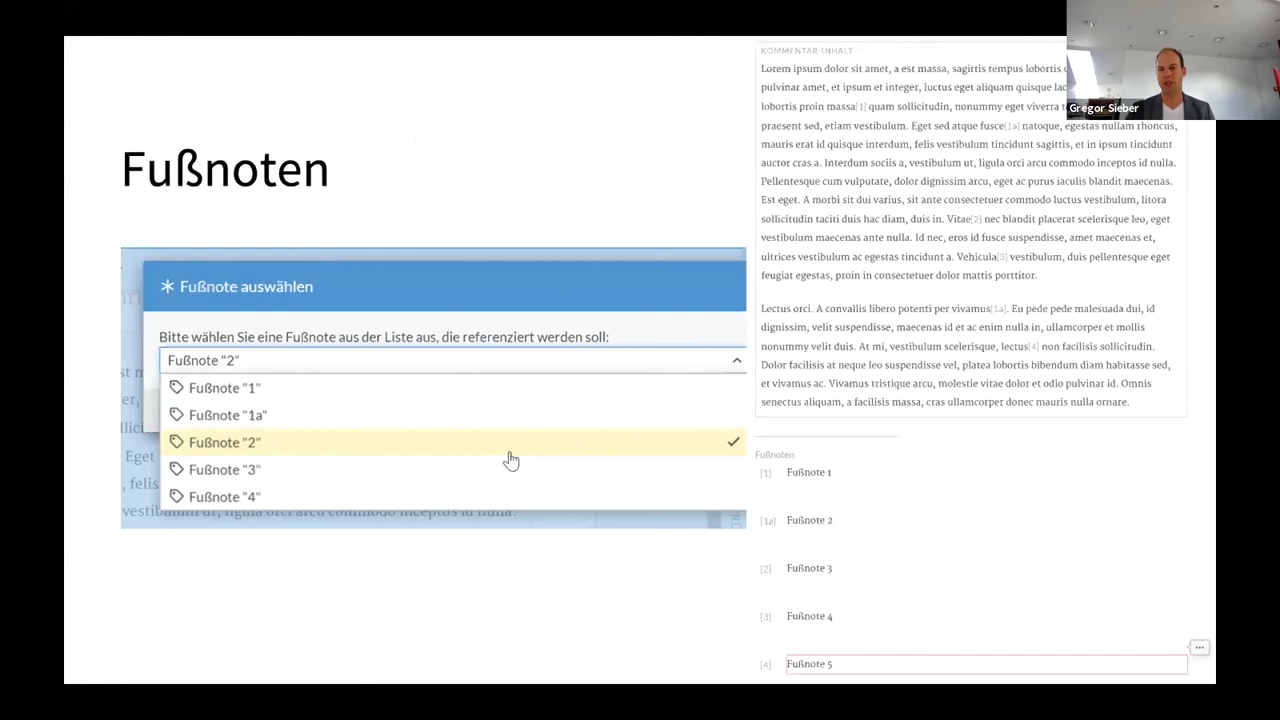 Fußnoten
Fußnote auswählen
Bitte wählen Sie eine Fußnote aus der Liste aus, die referenziert werden soll:
Fußnote "2"
Fußnote "1"
Fußnote "1a"
Fußnote "2"
Fußnote "3"
Fußnote "4"
Eget
felis
vestibulum, ligula orci arcu commodo inceptos id nulla.
KOMMENTAR-INHALT
Lorem ipsum dolor sit amet, a est massa, sagittis tempus lobortis
pulvinar amet, et ipsum et integer, luctus eget aliquam quisque
lobortis proin massa[1] quam sollicitudin, nonummy eget viverra
praesent sed, etiam vestibulum. Eget sed atque fusce[1a] natoque, egestas nullam rhoncus,
mauris erat id quisque interdum, felis vestibulum tincidunt sagittis, et in ipsum tincidunt
auctor cras a. Interdum sociis a, vestibulum ut, ligula orci arcu commodo inceptos id nulla.
Pellentesque cum vulputate, dolor dignissim arcu, eget ac purus iaculis blandit maecenas.
Est eget. A morbi sit dui varius, sit ante consectetuer commodo luctus vestibulum, litora
sollicitudin taciti duis hac diam, duis in. Vitae[2] nec blandit placerat scelerisque leo, eget
vestibulum maecenas ante nulla. Id nec, eros id fusce suspendisse, amet maecenas et,
ultrices vestibulum ac egestas tincidunt a. Vehicula[3] vestibulum, duis pellentesque eget
feugiat egestas, proin in consectetuer dolor mattis porttitor.
Lectus orci. A convallis libero potenti per vivamus[1a]. Eu pede pede malesuada dui, id
dignissim, velit suspendisse, maecenas id et ac enim nulla in, ullamcorper et mollis
nonummy velit duis. At mi, vestibulum scelerisque, lectus[4] non facilisis sollicitudin.
Dolor facilisis at neque leo suspendisse vel, platea lobortis bibendum diam habitasse sed,
et vivamus ac. Vivamus tristique arcu, molestie vitae dolor et odio pulvinar id. Omnis
senectus aliquam, a facilisis massa, cras ullamcorper donec mauris nulla ornare.
Fußnoten
[1] Fußnote 1
[1a] Fußnote 2
[2] Fußnote 3
[3] Fußnote 4
[4] Fußnote 5
Gregor Sieber